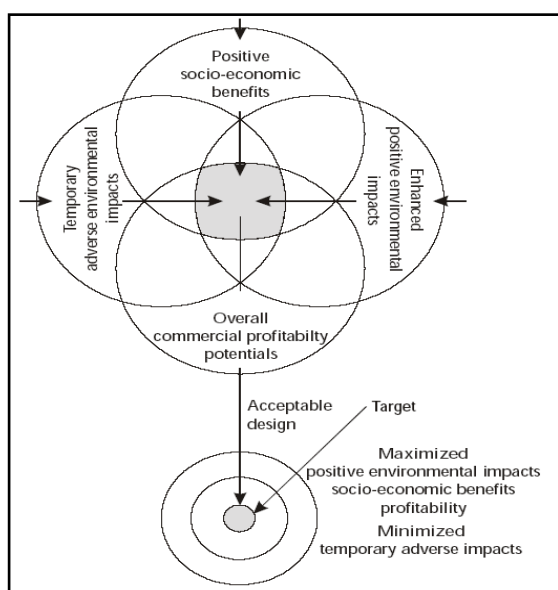 Positive
socio-economic
benefits
Temporary
adverse environmental
impacts
Enhanced
positive environmental
impacts
Overall
commercial profitabilty
potentials
Acceptable
design
Target
Maximized
positive environmental impacts
socio-economic benefits
profitability
Minimized
temporary adverse impacts